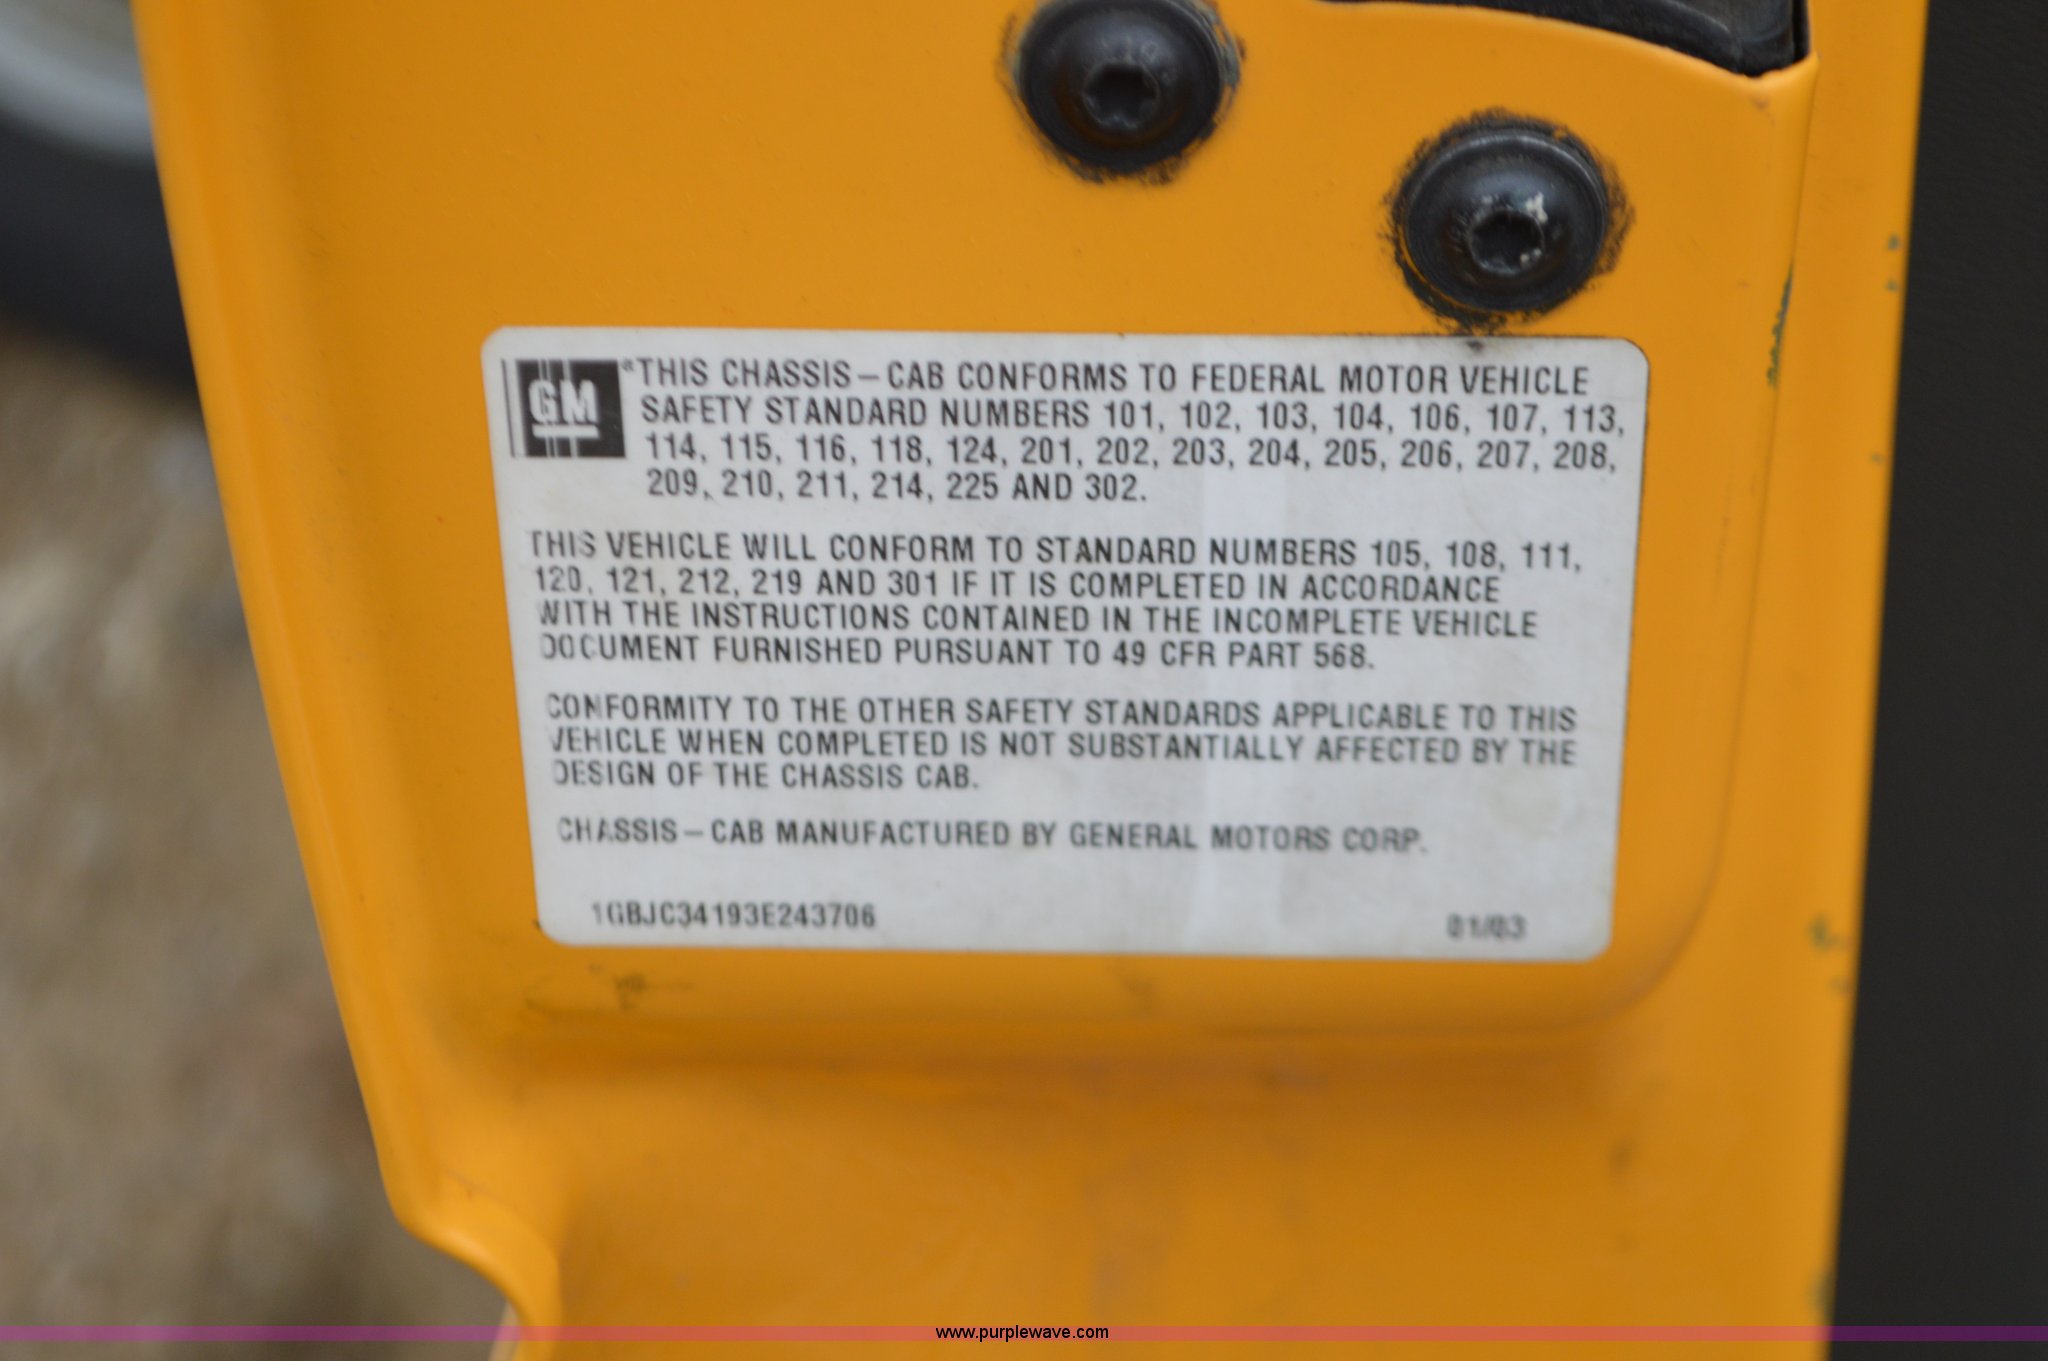 GM
®THIS CHASSIS – CAB CONFORMS TO FEDERAL MOTOR VEHICLE
SAFETY STANDARD NUMBERS 101, 102, 103, 104, 106, 107, 113,
114, 115, 116, 118, 124, 201, 202, 203, 204, 205, 206, 207, 208,
209, 210, 211, 214, 225 AND 302.
THIS VEHICLE WILL CONFORM TO STANDARD NUMBERS 105, 108, 111,
120, 121, 212, 219 AND 301 IF IT IS COMPLETED IN ACCORDANCE
WITH THE INSTRUCTIONS CONTAINED IN THE INCOMPLETE VEHICLE
DOCUMENT FURNISHED PURSUANT TO 49 CFR PART 568.
CONFORMITY TO THE OTHER SAFETY STANDARDS APPLICABLE TO THIS
VEHICLE WHEN COMPLETED IS NOT SUBSTANTIALLY AFFECTED BY THE
DESIGN OF THE CHASSIS CAB.
CHASSIS – CAB MANUFACTURED BY GENERAL MOTORS CORP.
1GBJC34193E243706 01/03
www.purplewave.com